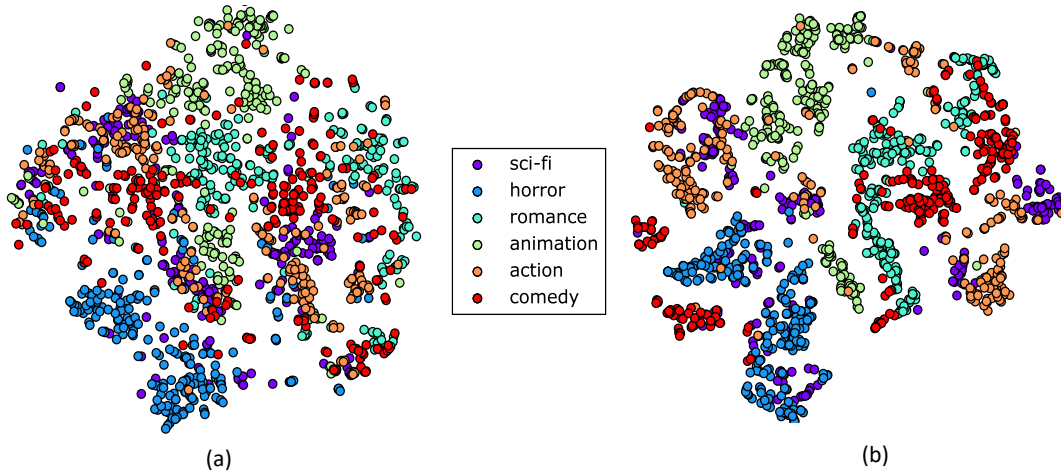 sci-fi
horror
romance
animation
action
comedy
(a)
(b)